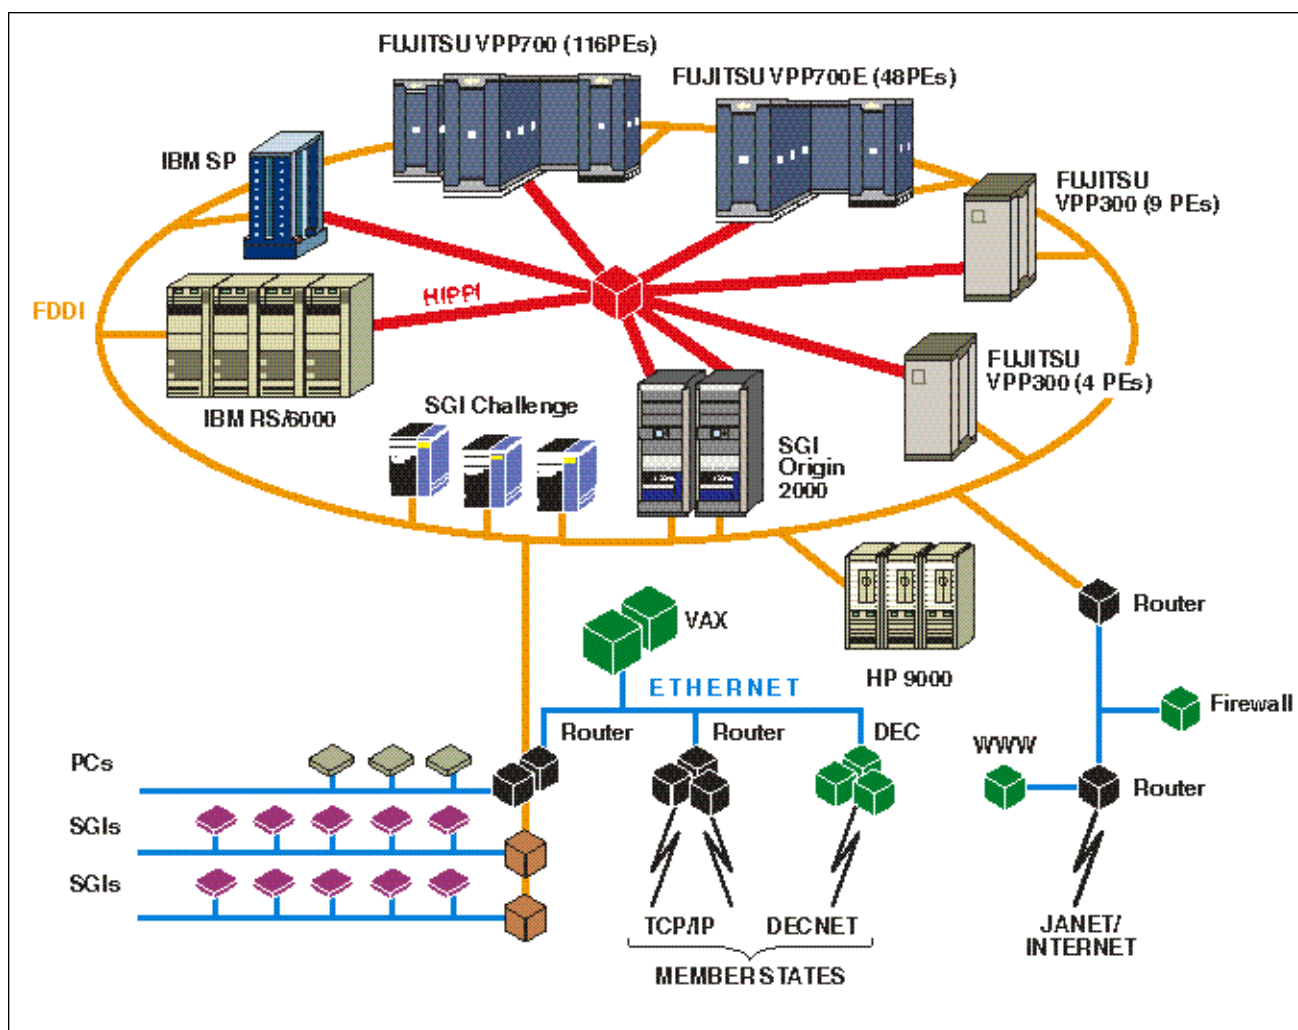 FUJITSU VPP700 (116PEs)
FUJITSU VPP700E (48PEs)
IBM SP
FUJITSU
VPP300 (9 PEs)
HIPPI
FDDI
FUJITSU
VPP300 (4 PEs)
IBM RS/6000
SGI Challenge
SGI
Origin
2000
Router
VAX
HP 9000
ETHERNET
Firewall
Router
Router
DEC
WWW
PCs
Router
SGIs
SGIs
TCP/IP
DECNET
JANET/
INTERNET
MEMBER STATES